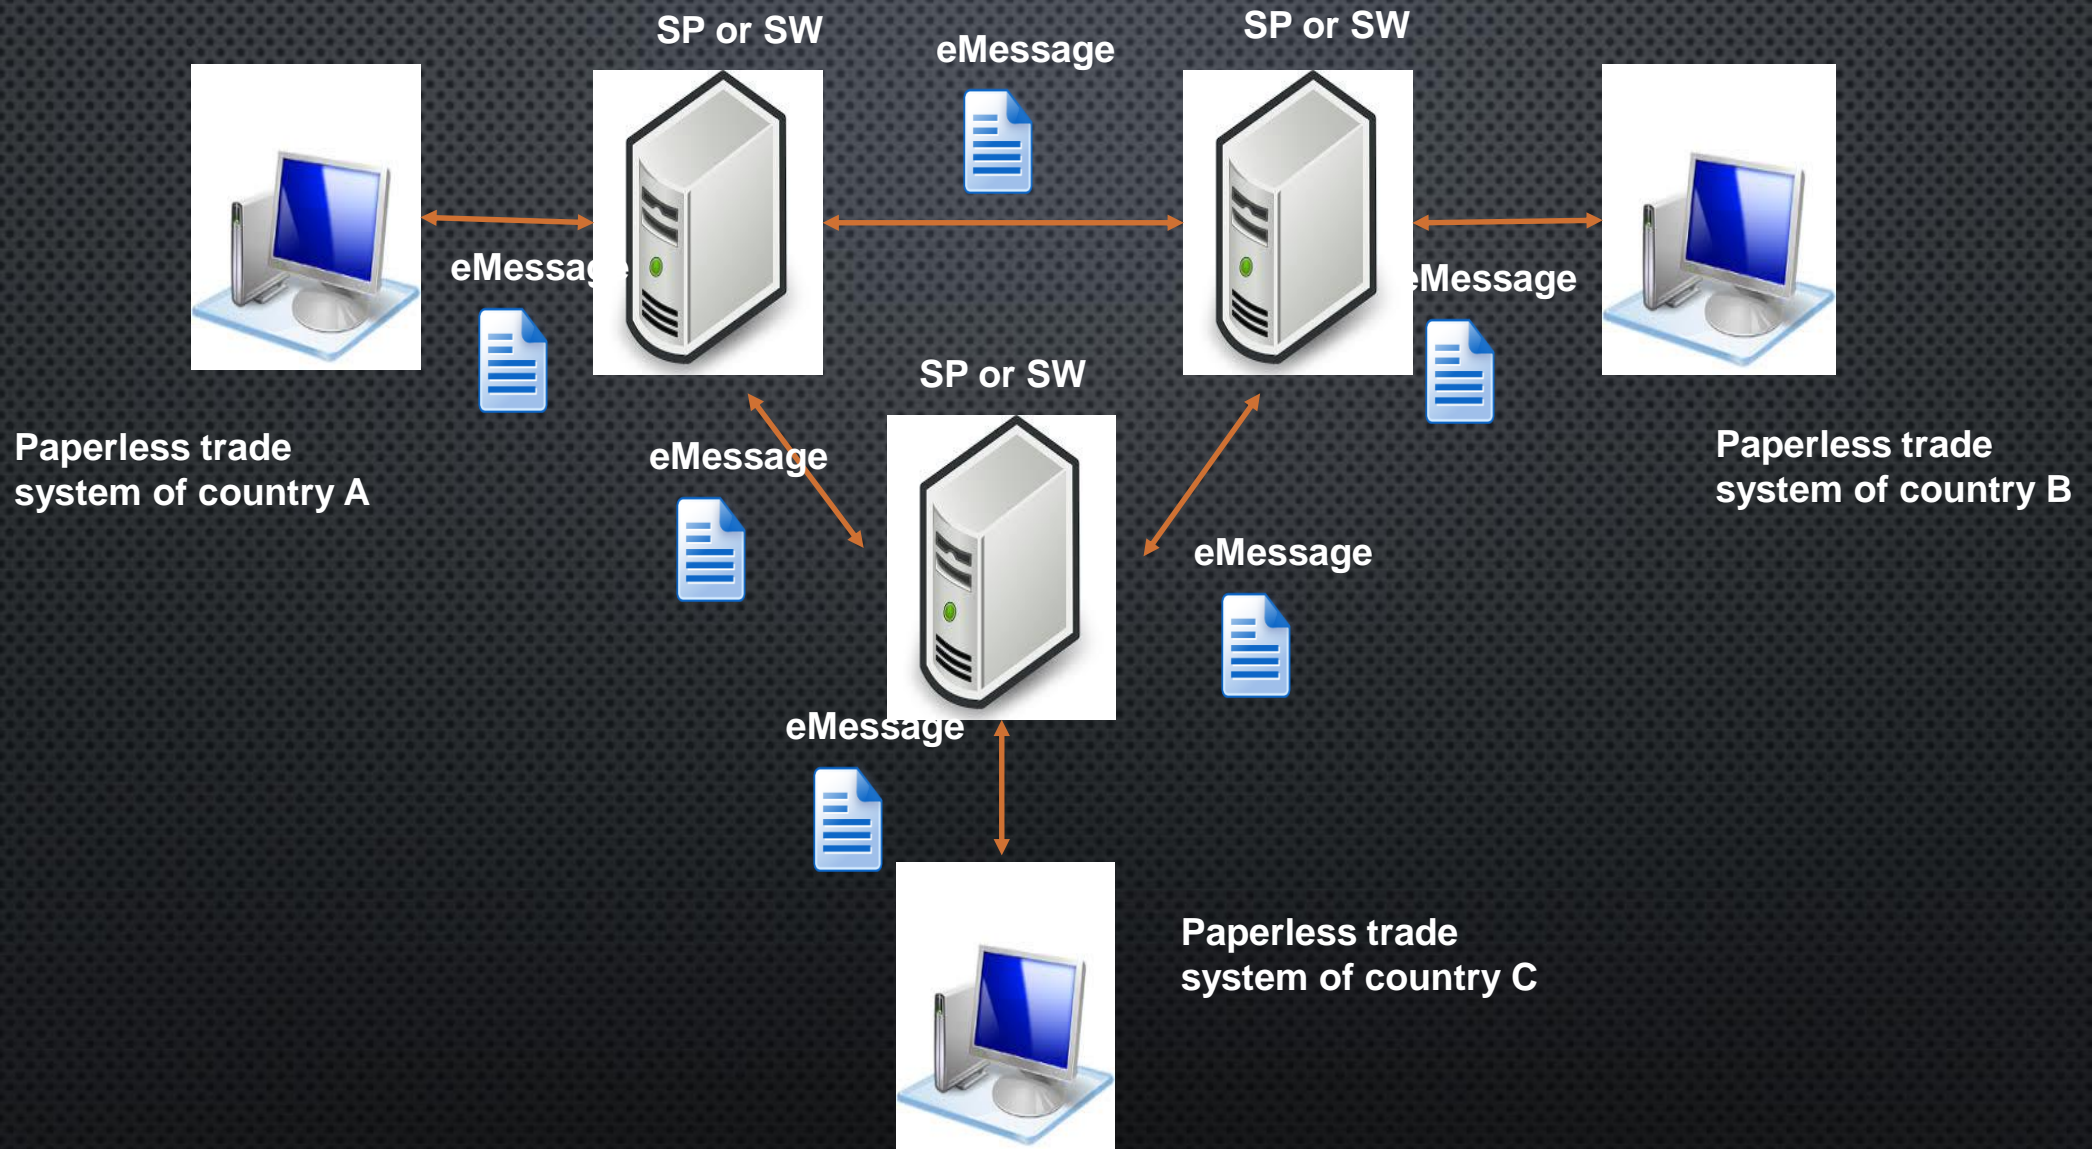 SP or SW
SP or SW
eMessage
eMessage
eMessage
SP or SW
Paperless trade
system of country A
eMessage
Paperless trade
system of country B
eMessage
eMessage
Paperless trade
system of country C